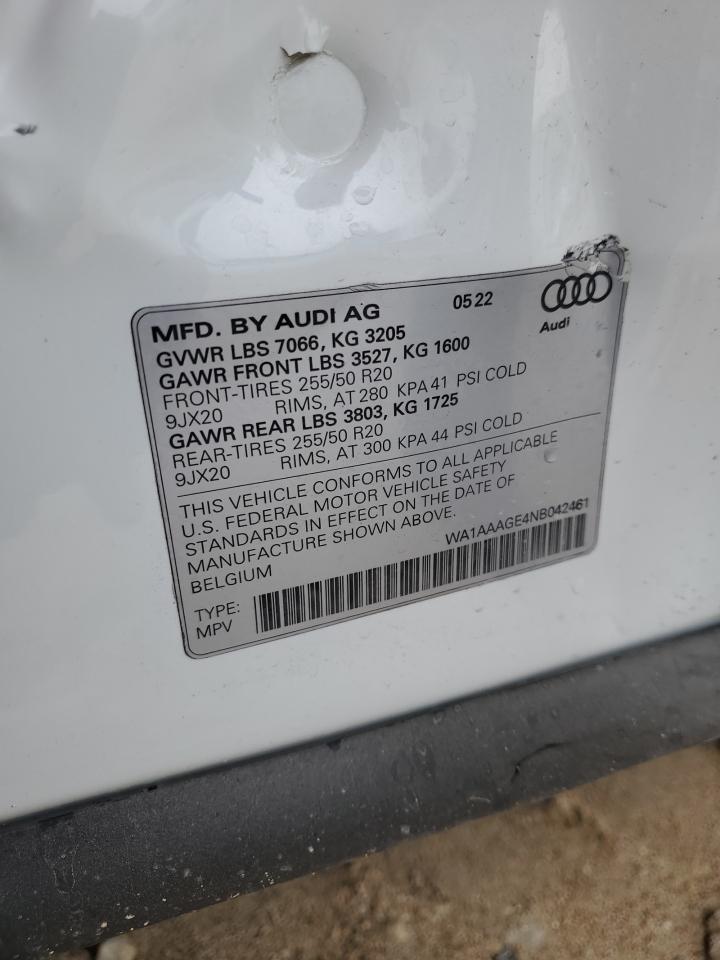 MFD. BY AUDI AG 05 22
Audi
GVWR LBS 7066, KG 3205
GAWR FRONT LBS 3527, KG 1600
FRONT-TIRES 255/50 R20
9JX20 RIMS, AT 280 KPA 41 PSI COLD
GAWR REAR LBS 3803, KG 1725
REAR-TIRES 255/50 R20
9JX20 RIMS, AT 300 KPA 44 PSI COLD
THIS VEHICLE CONFORMS TO ALL APPLICABLE
U.S. FEDERAL MOTOR VEHICLE SAFETY
STANDARDS IN EFFECT ON THE DATE OF
MANUFACTURE SHOWN ABOVE.
BELGIUM WA1AAAGE4NB042461
TYPE:
MPV